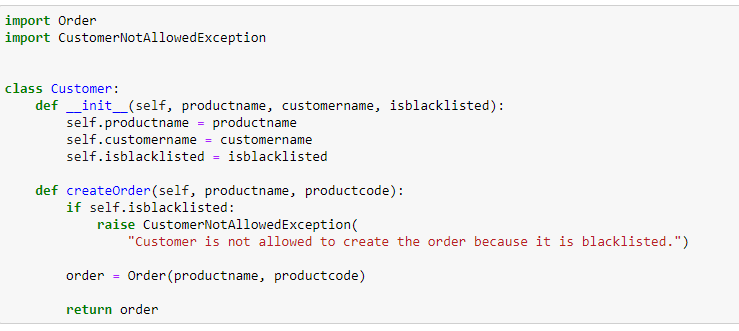 import Order
import CustomerNotAllowedException
class Customer:
    def __init__(self, productname, customername, isblacklisted):
        self.productname = productname
        self.customername = customername
        self.isblacklisted = isblacklisted
    def createOrder(self, productname, productcode):
        if self.isblacklisted:
            raise CustomerNotAllowedException(
                "Customer is not allowed to create the order because it is blacklisted.")
        order = Order(productname, productcode)
        return order